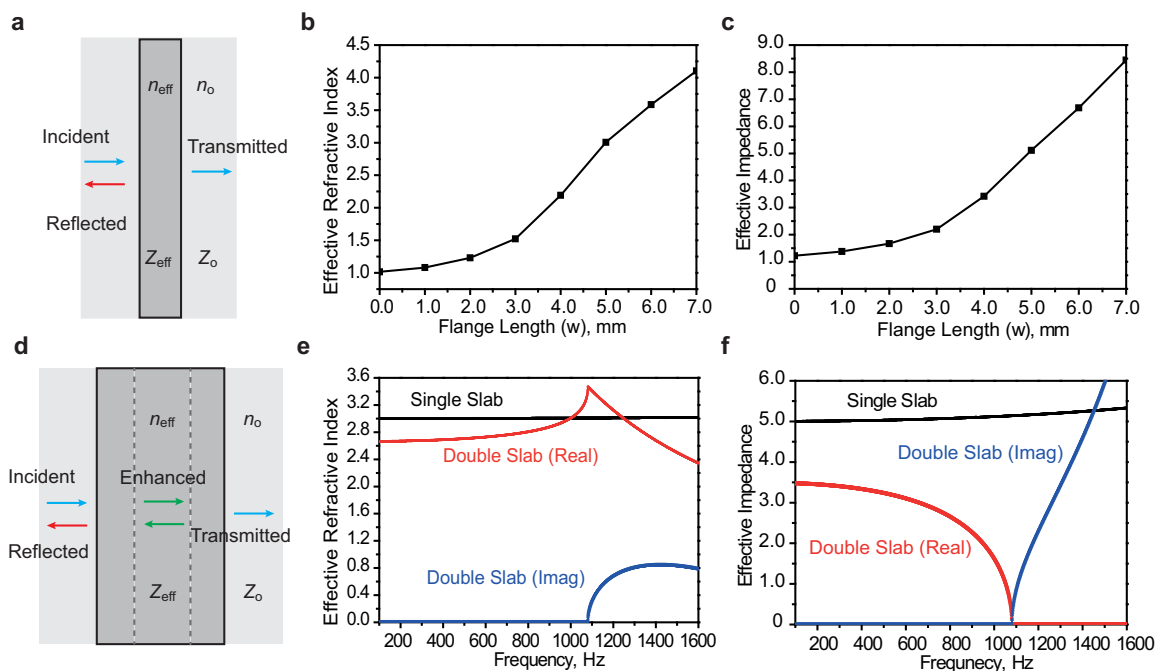 a
n_eff
n_o
Incident
Transmitted
Reflected
Z_eff
Z_o
b
Effective Refractive Index
4.5
4.0
3.5
3.0
2.5
2.0
1.5
1.0
0.0 1.0 2.0 3.0 4.0 5.0 6.0 7.0
Flange Length (w), mm
c
Effective Impedance
9.0
8.0
7.0
6.0
5.0
4.0
3.0
2.0
1.0
0
0.0 1.0 2.0 3.0 4.0 5.0 6.0 7.0
Flange Length (w), mm
d
n_eff
n_o
Incident
Enhanced
Reflected
Transmitted
Z_eff
Z_o
e
Effective Refractive Index
3.6
3.2
2.8
2.4
2.0
1.6
1.2
0.8
0.4
0.0
Single Slab
Double Slab (Real)
Double Slab (Imag)
200 400 600 800 1000 1200 1400 1600
Frequency, Hz
f
Effective Impedance
6.0
5.0
4.0
3.0
2.0
1.0
0
Single Slab
Double Slab (Imag)
Double Slab (Real)
200 400 600 800 1000 1200 1400 1600
Frequnecy, Hz